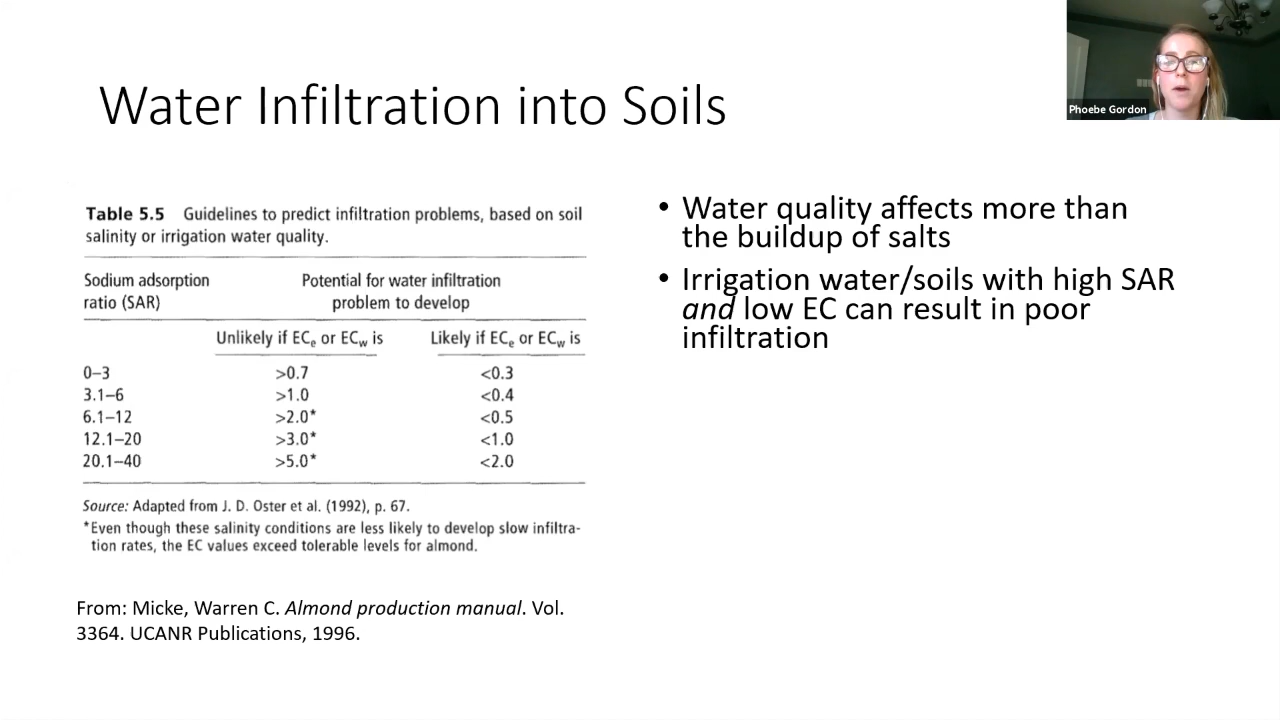 Water Infiltration into Soils
Phoebe Gordon
Table 5.5 Guidelines to predict infiltration problems, based on soil
salinity or irrigation water quality.
Sodium adsorption Potential for water infiltration
ratio (SAR) problem to develop
Unlikely if ECe or ECw is Likely if ECe or ECw is
0–3 >0.7 <0.3
3.1–6 >1.0 <0.4
6.1–12 >2.0* <0.5
12.1–20 >3.0* <1.0
20.1–40 >5.0* <2.0
Source: Adapted from J. D. Oster et al. (1992), p. 67.
*Even though these salinity conditions are less likely to develop slow infiltra-
tion rates, the EC values exceed tolerable levels for almond.
From: Micke, Warren C. Almond production manual. Vol.
3364. UCANR Publications, 1996.
• Water quality affects more than
the buildup of salts
• Irrigation water/soils with high SAR
and low EC can result in poor
infiltration